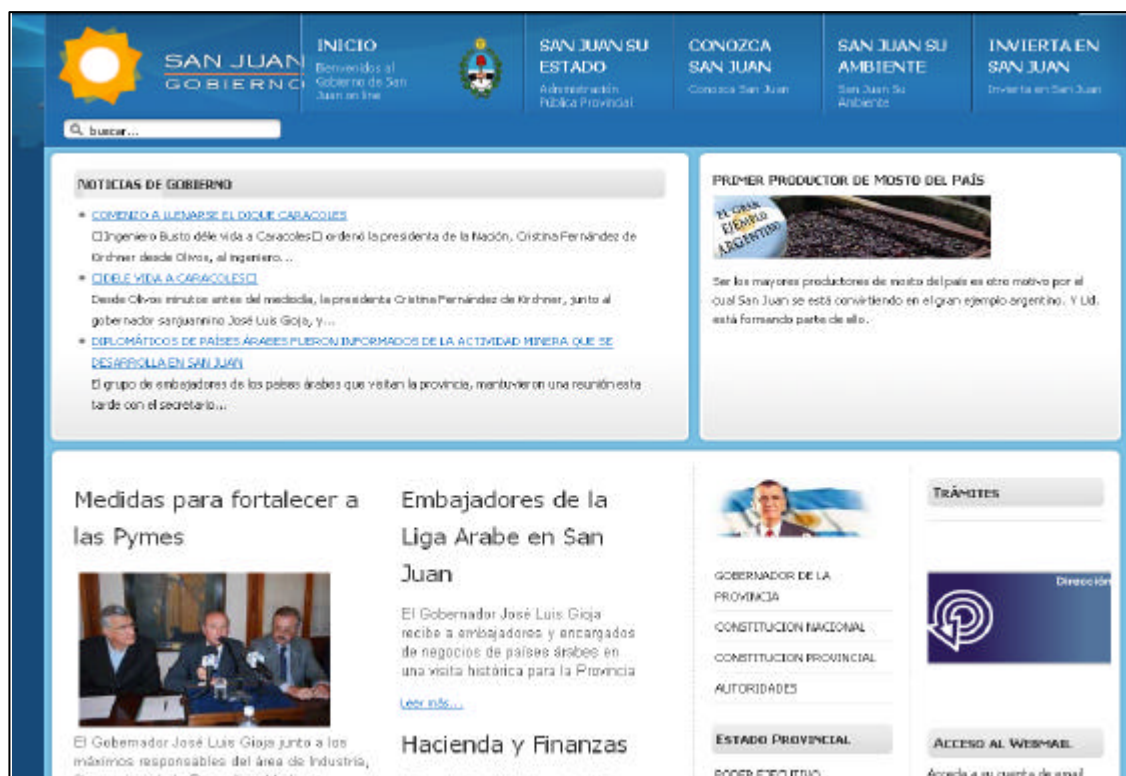 SAN JUAN
GOBIERNO
INICIO
Bienvenidos al
Gobierno de San
Juan on line
SAN JUAN SU
ESTADO
Administración
Pública Provincial
CONOZCA
SAN JUAN
Conozca San Juan
SAN JUAN SU
AMBIENTE
San Juan Su
Ambiente
INVIERTA EN
SAN JUAN
Invierta en San Juan
buscar...
NOTICIAS DE GOBIERNO
COMENZO A LLENARSE EL DIQUE CARACOLES
□Ingeniero Busto déle vida a Caracoles□ ordenó la presidenta de la Nación, Cristina Fernández de
Kirchner desde Olivos, al ingeniero...
□DELE VIDA A CARACOLES□
Desde Olivos minutos antes del mediodía, la presidenta Cristina Fernández de Kirchner, junto al
gobernador sanjuannino José Luis Gioja, y...
DIPLOMÁTICOS DE PAÍSES ÁRABES FUERON INFORMADOS DE LA ACTIVIDAD MINERA QUE SE
DESARROLLA EN SAN JUAN
El grupo de embajadores de los países árabes que visitan la provincia, mantuvieron una reunión esta
tarde con el secretario...
PRIMER PRODUCTOR DE MOSTO DEL PAÍS
EL GRAN
EJEMPLO
ARGENTINO
Ser los mayores productores de mosto del país es otro motivo por el
cual San Juan se está convirtiendo en el gran ejemplo argentino. Y Ud.
está formando parte de ello.
Medidas para fortalecer a
las Pymes
El Gobernador José Luis Gioja junto a los
máximos responsables del área de Industria,
Embajadores de la
Liga Arabe en San
Juan
El Gobernador José Luis Gioja
recibe a embajadores y encargados
de negocios de países árabes en
una visita histórica para la Provincia
Leer más...
Hacienda y Finanzas
GOBERNADOR DE LA
PROVINCIA
CONSTITUCION NACIONAL
CONSTITUCION PROVINCIAL
AUTORIDADES
ESTADO PROVINCIAL
PODER EJECUTIVO
TRÁMITES
Dirección
ACCESO AL WEBMAIL
Acceda a su cuenta de email